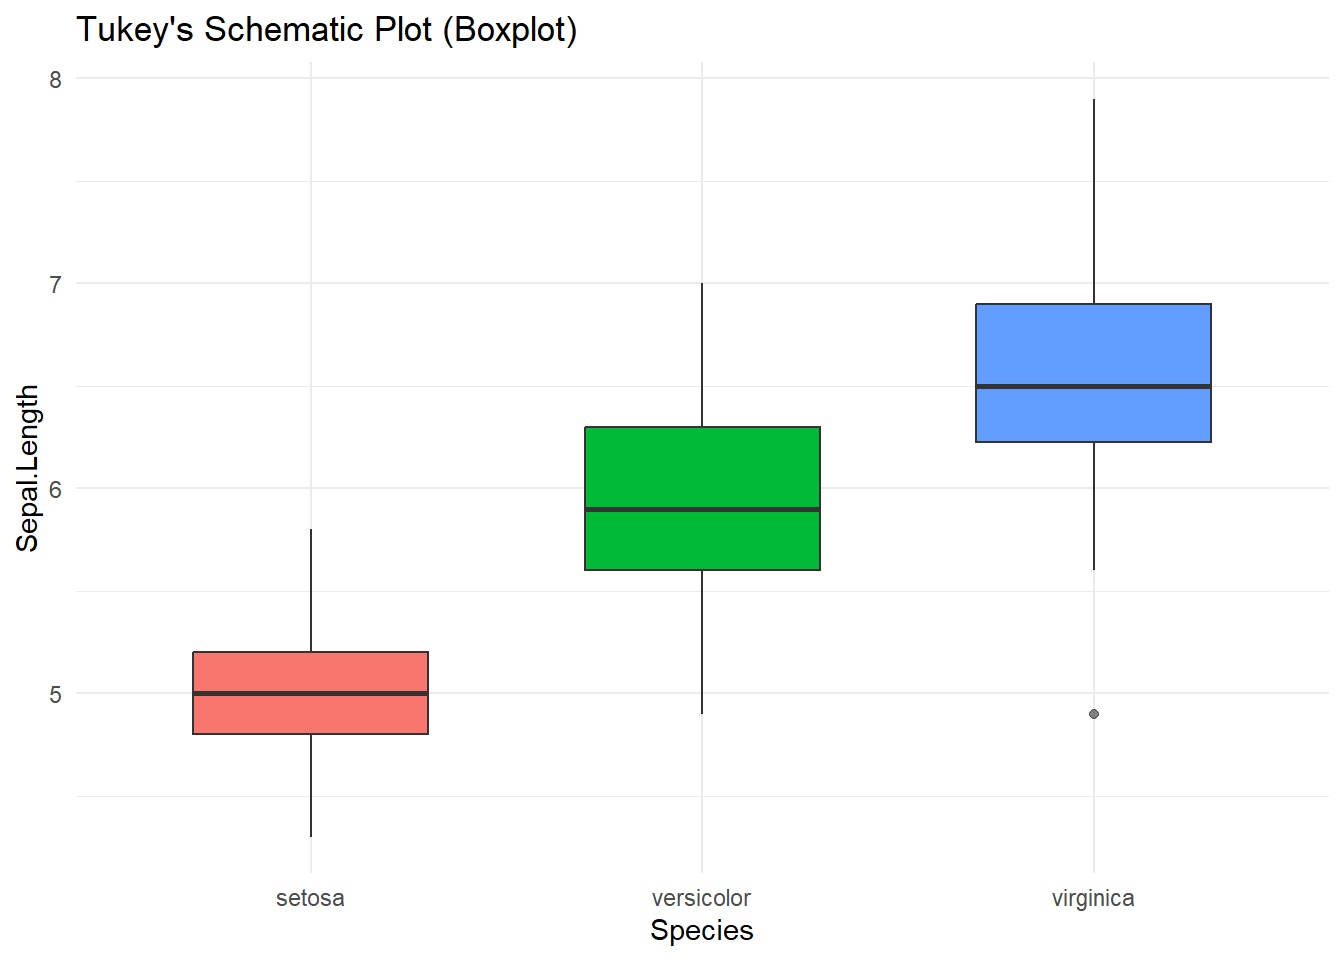 Tukey's Schematic Plot (Boxplot)
8
7
6
5
Sepal.Length
setosa
versicolor
virginica
Species